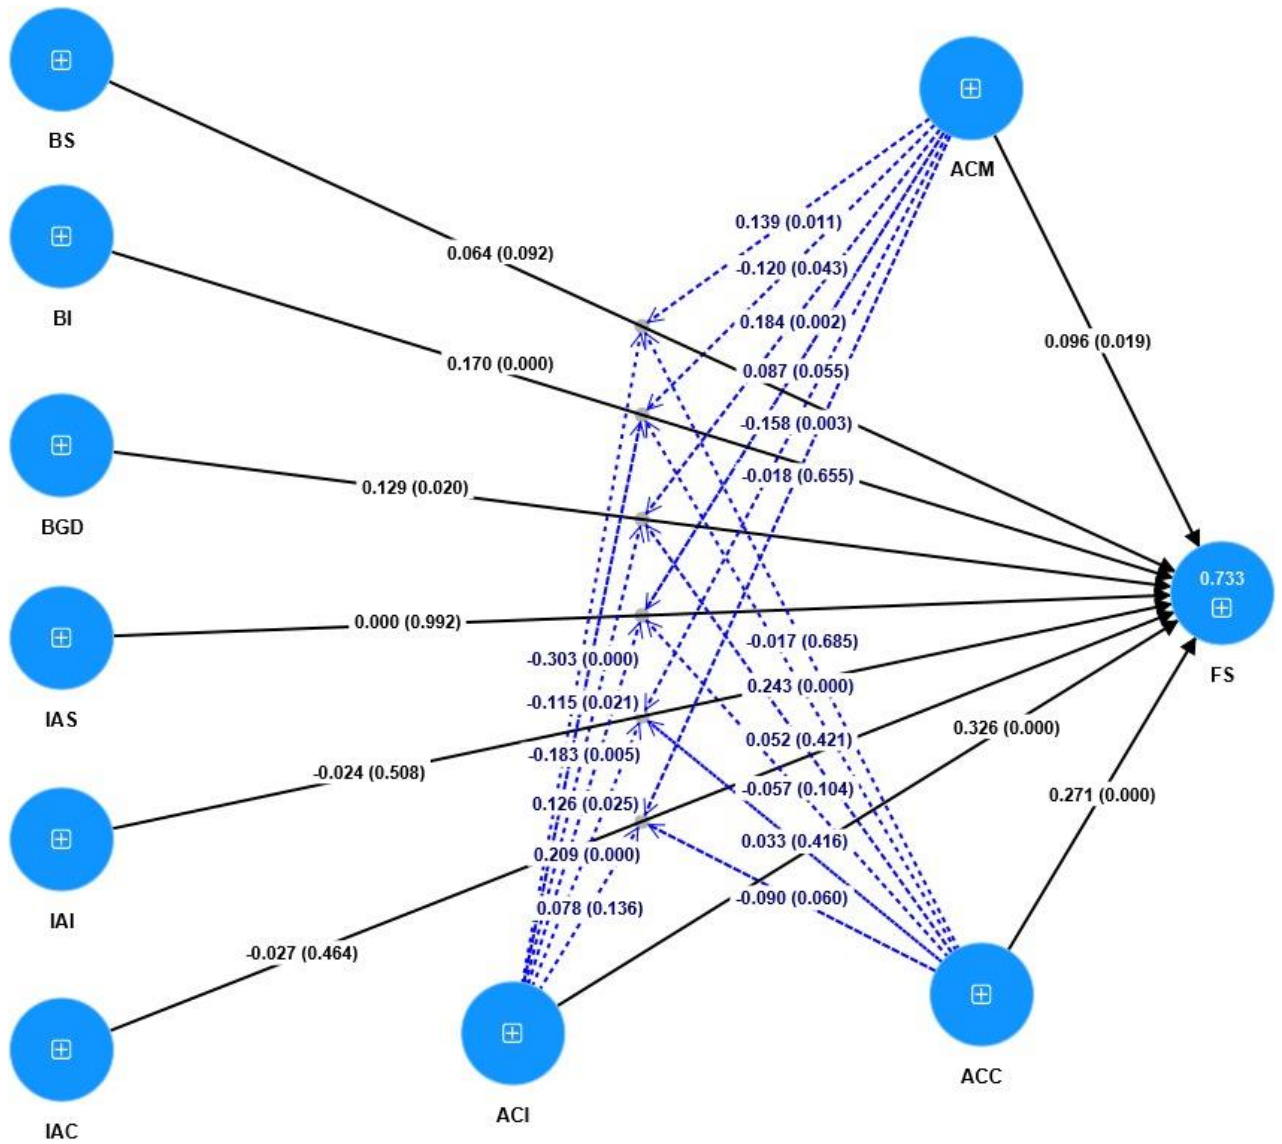 BS
BI
BGD
IAS
IAI
IAC
ACM
ACI
ACC
FS
0.733
0.064 (0.092)
0.170 (0.000)
0.129 (0.020)
0.000 (0.992)
-0.024 (0.508)
-0.027 (0.464)
0.139 (0.011)
-0.120 (0.043)
0.184 (0.002)
0.087 (0.055)
-0.158 (0.003)
-0.018 (0.655)
0.096 (0.019)
-0.303 (0.000)
-0.115 (0.021)
-0.183 (0.005)
0.126 (0.025)
0.209 (0.000)
0.078 (0.136)
-0.017 (0.685)
0.243 (0.000)
0.052 (0.421)
-0.057 (0.104)
0.033 (0.416)
-0.090 (0.060)
0.326 (0.000)
0.271 (0.000)